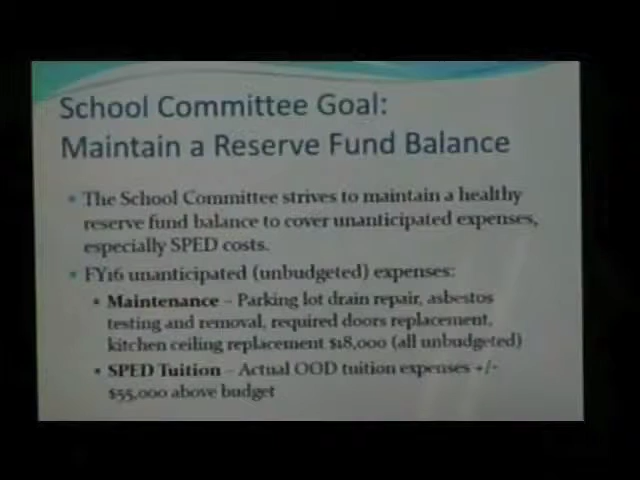 School Committee Goal:
Maintain a Reserve Fund Balance
• The School Committee strives to maintain a healthy
reserve fund balance to cover unanticipated expenses,
especially SPED costs.
• FY16 unanticipated (unbudgeted) expenses:
• Maintenance – Parking lot drain repair, asbestos
testing and removal, required doors replacement,
kitchen ceiling replacement $18,000 (all unbudgeted)
• SPED Tuition – Actual OOD tuition expenses +/-
$55,000 above budget